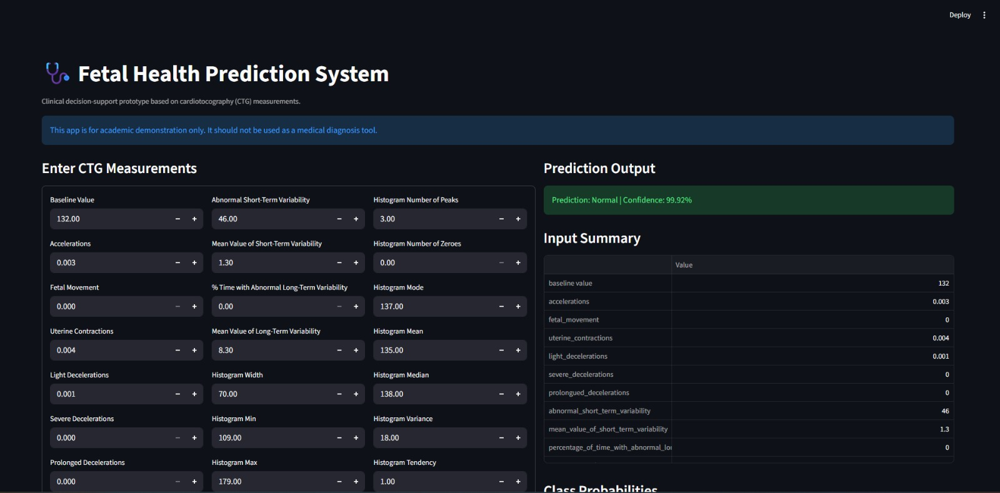 Deploy
Fetal Health Prediction System
Clinical decision-support prototype based on cardiotocography (CTG) measurements.
This app is for academic demonstration only. It should not be used as a medical diagnosis tool.
Enter CTG Measurements
Baseline Value
132.00
Accelerations
0.003
Fetal Movement
0.000
Uterine Contractions
0.004
Light Decelerations
0.001
Severe Decelerations
0.000
Prolonged Decelerations
0.000
Abnormal Short-Term Variability
46.00
Mean Value of Short-Term Variability
1.30
% Time with Abnormal Long-Term Variability
0.00
Mean Value of Long-Term Variability
8.30
Histogram Width
70.00
Histogram Min
109.00
Histogram Max
179.00
Histogram Number of Peaks
3.00
Histogram Number of Zeroes
0.00
Histogram Mode
137.00
Histogram Mean
135.00
Histogram Median
138.00
Histogram Variance
18.00
Histogram Tendency
1.00
Prediction Output
Prediction: Normal | Confidence: 99.92%
Input Summary
Value
baseline value 132
accelerations 0.003
fetal_movement 0
uterine_contractions 0.004
light_decelerations 0.001
severe_decelerations 0
prolongued_decelerations 0
abnormal_short_term_variability 46
mean_value_of_short_term_variability 1.3
percentage_of_time_with_abnormal_lo 0
Class Probabilities